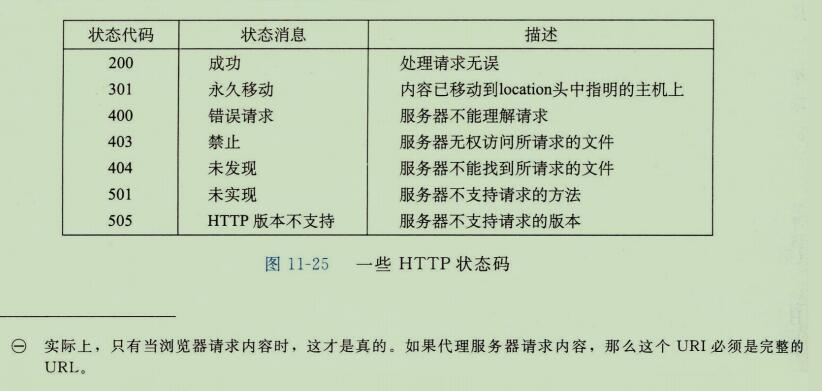 状态代码 状态消息 描述
200 成功 处理请求无误
301 永久移动 内容已移动到location头中指明的主机上
400 错误请求 服务器不能理解请求
403 禁止 服务器无权访问所请求的文件
404 未发现 服务器不能找到所请求的文件
501 未实现 服务器不支持请求的方法
505 HTTP 版本不支持 服务器不支持请求的版本
图 11-25 一些 HTTP 状态码
㊀ 实际上，只有当浏览器请求内容时，这才是真的。如果代理服务器请求内容，那么这个 URI 必须是完整的
URL。